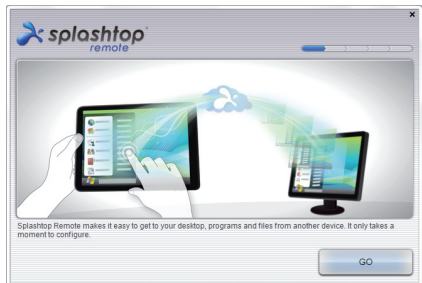 splashtop
remote
Splashtop Remote makes it easy to get to your desktop, programs and files from another device. It only takes a
moment to configure.
GO